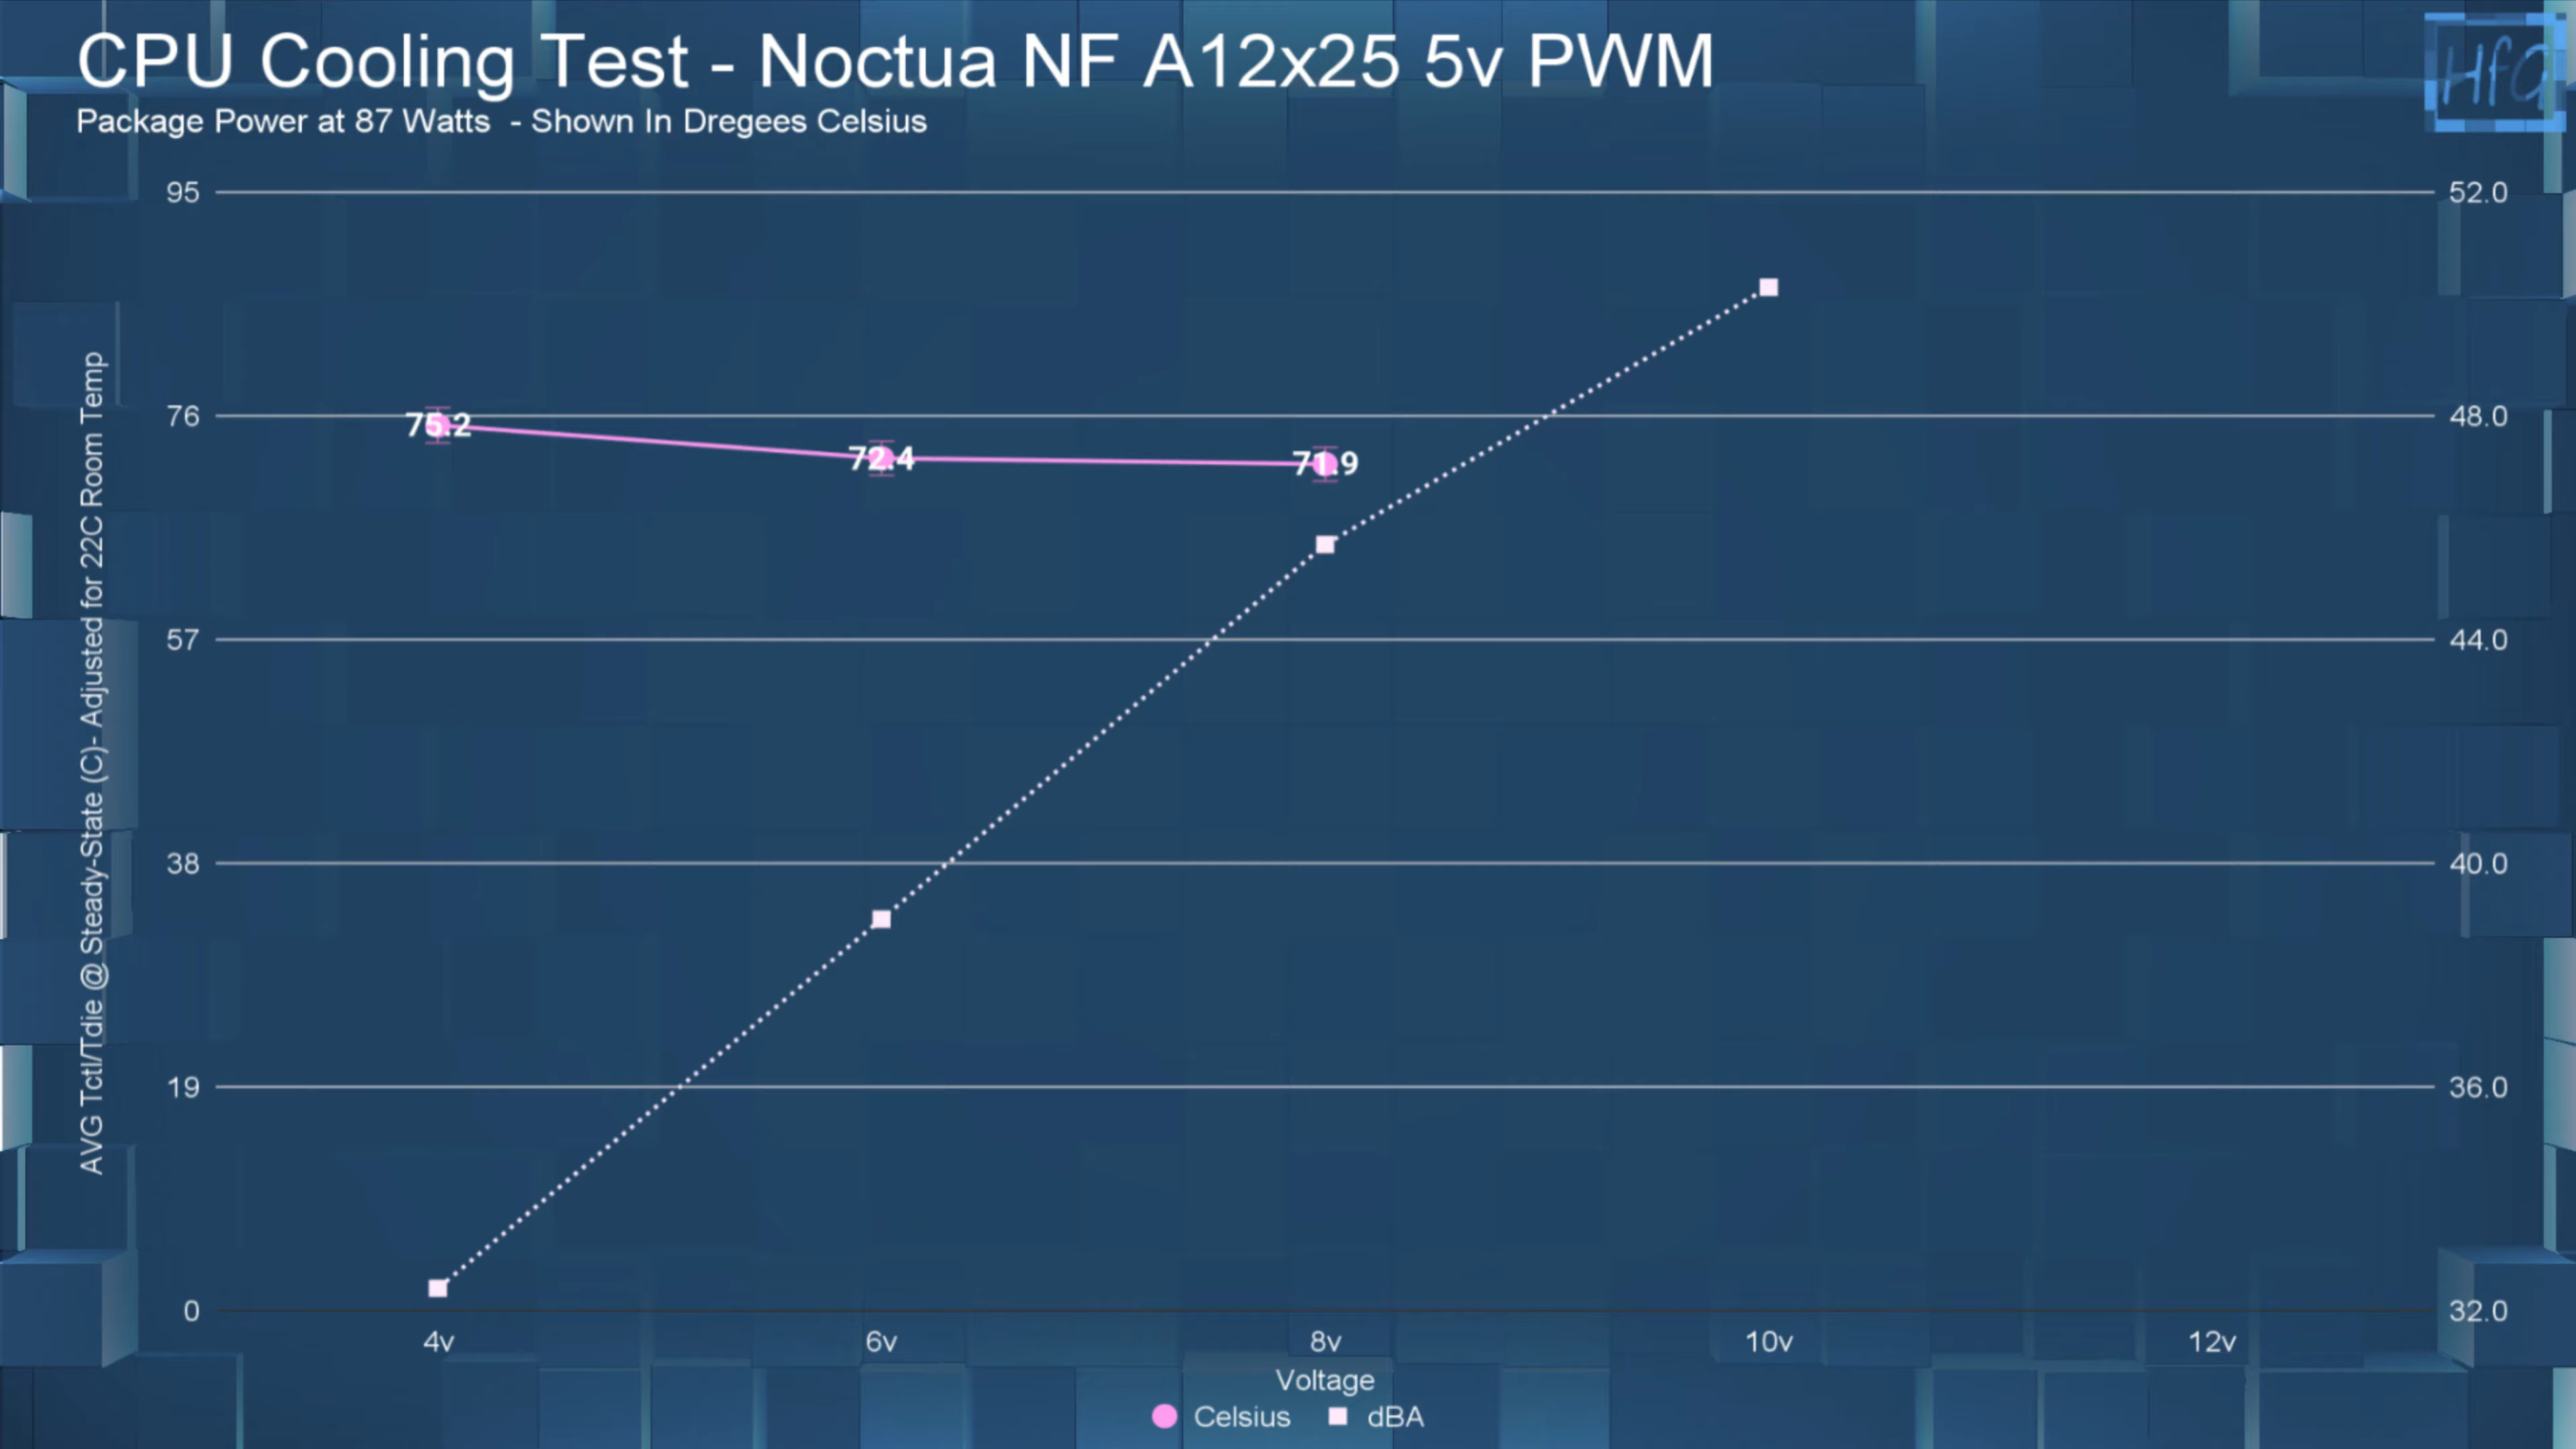 CPU Cooling Test - Noctua NF A12x25 5v PWM
Package Power at 87 Watts  - Shown In Dregees Celsius
HfG
AVG Tctl/Tdie @ Steady-State (C)- Adjusted for 22C Room Temp
95
76
57
38
19
0
52.0
48.0
44.0
40.0
36.0
32.0
75.2
72.4
71.9
4v
6v
8v
10v
12v
Voltage
Celsius
dBA